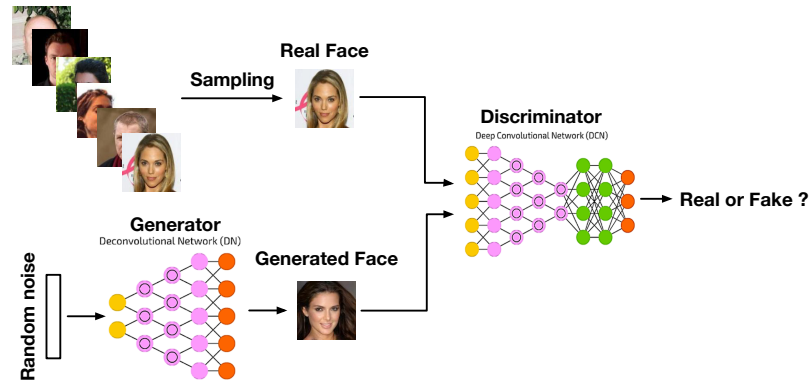 Real Face
Sampling
Discriminator
Deep Convolutional Network (DCN)
Real or Fake ?
Generator
Deconvolutional Network (DN)
Generated Face
Random noise